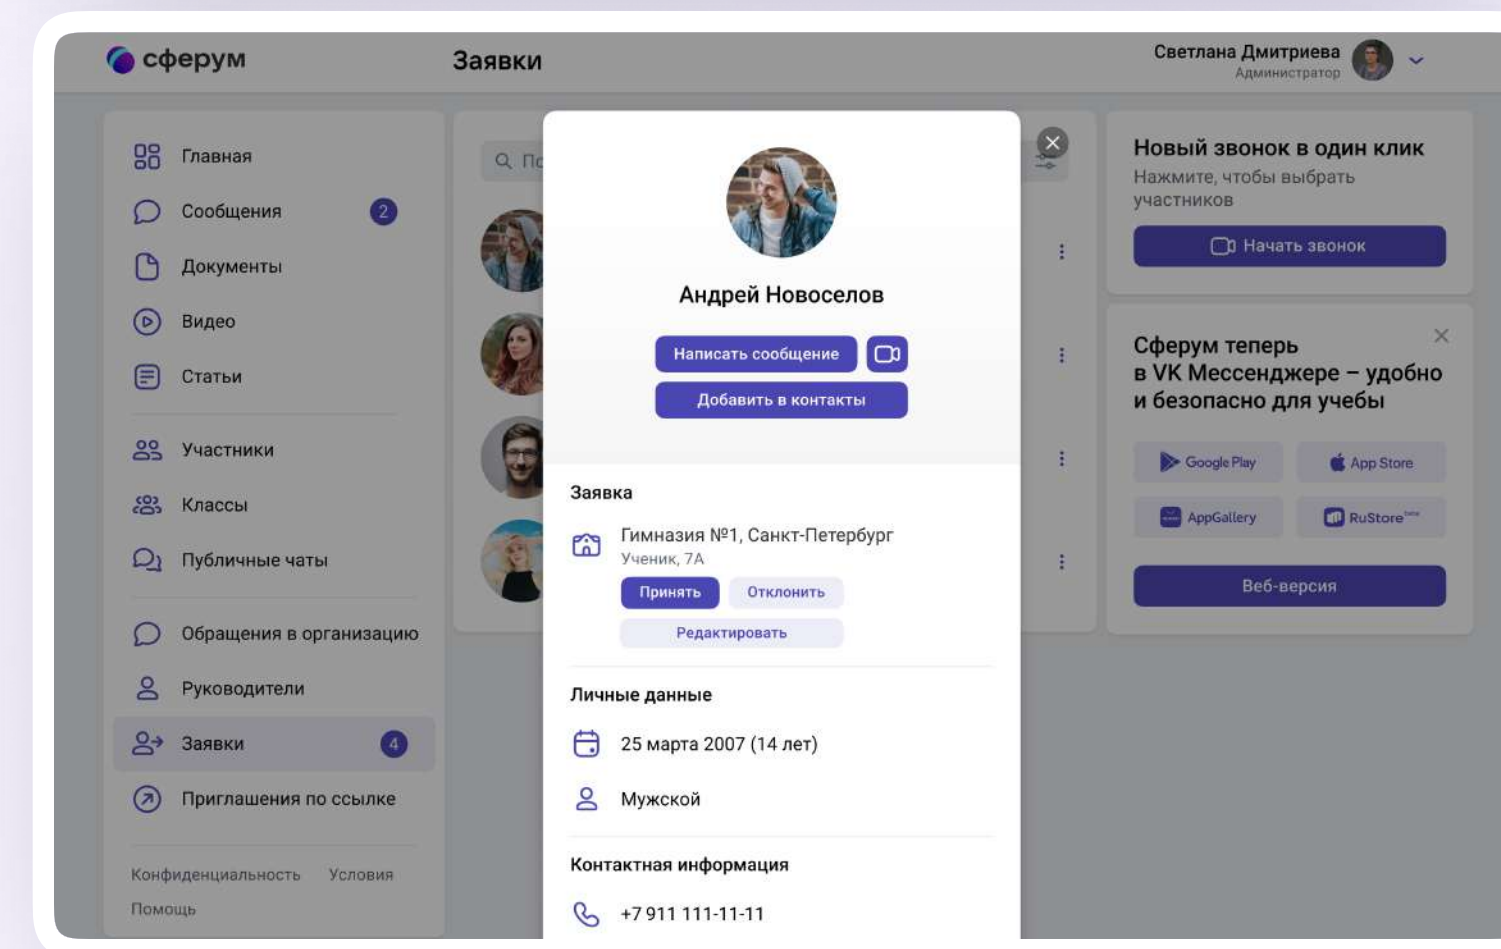 сферум
Заявки
Светлана Дмитриева
Администратор
Главная
Сообщения 2
Документы
Видео
Статьи
Участники
Классы
Публичные чаты
Обращения в организацию
Руководители
Заявки 4
Приглашения по ссылке
Конфиденциальность Условия
Помощь
Андрей Новоселов
Написать сообщение
Добавить в контакты
Заявка
Гимназия №1, Санкт-Петербург
Ученик, 7А
Принять Отклонить
Редактировать
Личные данные
25 марта 2007 (14 лет)
Мужской
Контактная информация
+7 911 111-11-11
Новый звонок в один клик
Нажмите, чтобы выбрать
участников
Начать звонок
Сферум теперь
в VK Мессенджере – удобно
и безопасно для учебы
Google Play App Store
AppGallery RuStore
Веб-версия